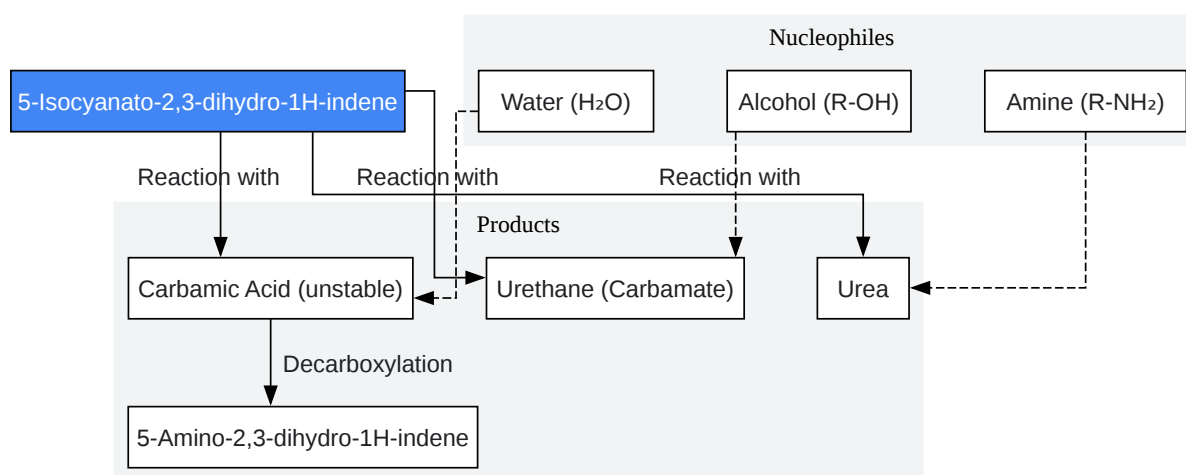 Nucleophiles
5-Isocyanato-2,3-dihydro-1H-indene
Water (H₂O)
Alcohol (R-OH)
Amine (R-NH₂)
Reaction with
Reaction with
Reaction with
Products
Carbamic Acid (unstable)
Urethane (Carbamate)
Urea
Decarboxylation
5-Amino-2,3-dihydro-1H-indene